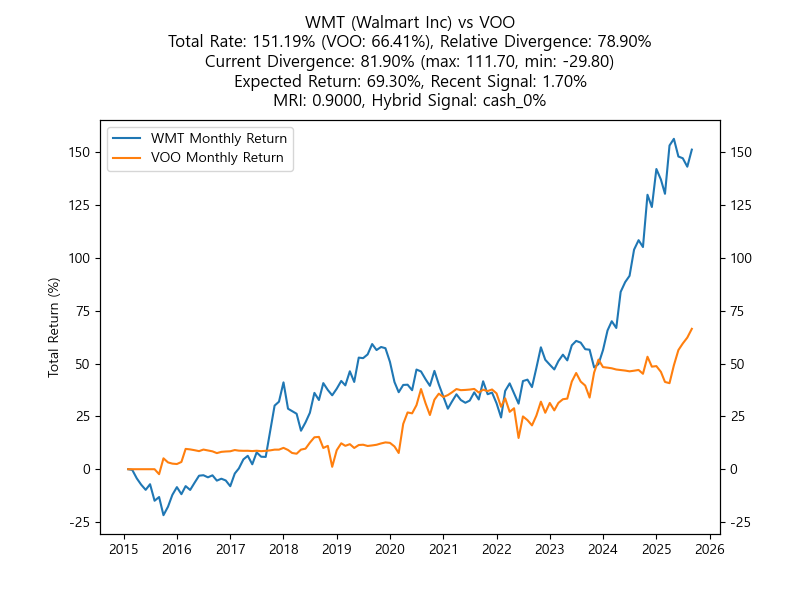 WMT (Walmart Inc) vs VOO
Total Rate: 151.19% (VOO: 66.41%), Relative Divergence: 78.90%
Current Divergence: 81.90% (max: 111.70, min: -29.80)
Expected Return: 69.30%, Recent Signal: 1.70%
MRI: 0.9000, Hybrid Signal: cash_0%
WMT Monthly Return
VOO Monthly Return
Total Return (%)
150
125
100
75
50
25
0
-25
150
125
100
75
50
25
0
-25
2015 2016 2017 2018 2019 2020 2021 2022 2023 2024 2025 2026